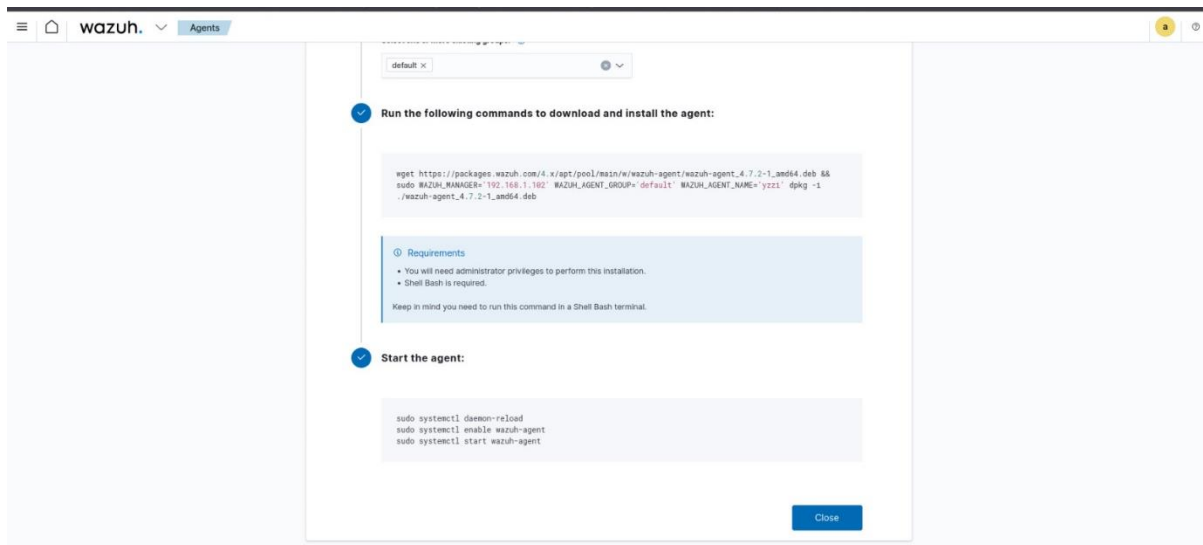 wazuh.
Agents
a
default ×
Run the following commands to download and install the agent:
wget https://packages.wazuh.com/4.x/apt/pool/main/w/wazuh-agent/wazuh-agent_4.7.2-1_amd64.deb &&
sudo WAZUH_MANAGER='192.168.1.102' WAZUH_AGENT_GROUP='default' WAZUH_AGENT_NAME='yzzi' dpkg -i
./wazuh-agent_4.7.2-1_amd64.deb
Requirements
• You will need administrator privileges to perform this installation.
• Shell Bash is required.
Keep in mind you need to run this command in a Shell Bash terminal.
Start the agent:
sudo systemctl daemon-reload
sudo systemctl enable wazuh-agent
sudo systemctl start wazuh-agent
Close